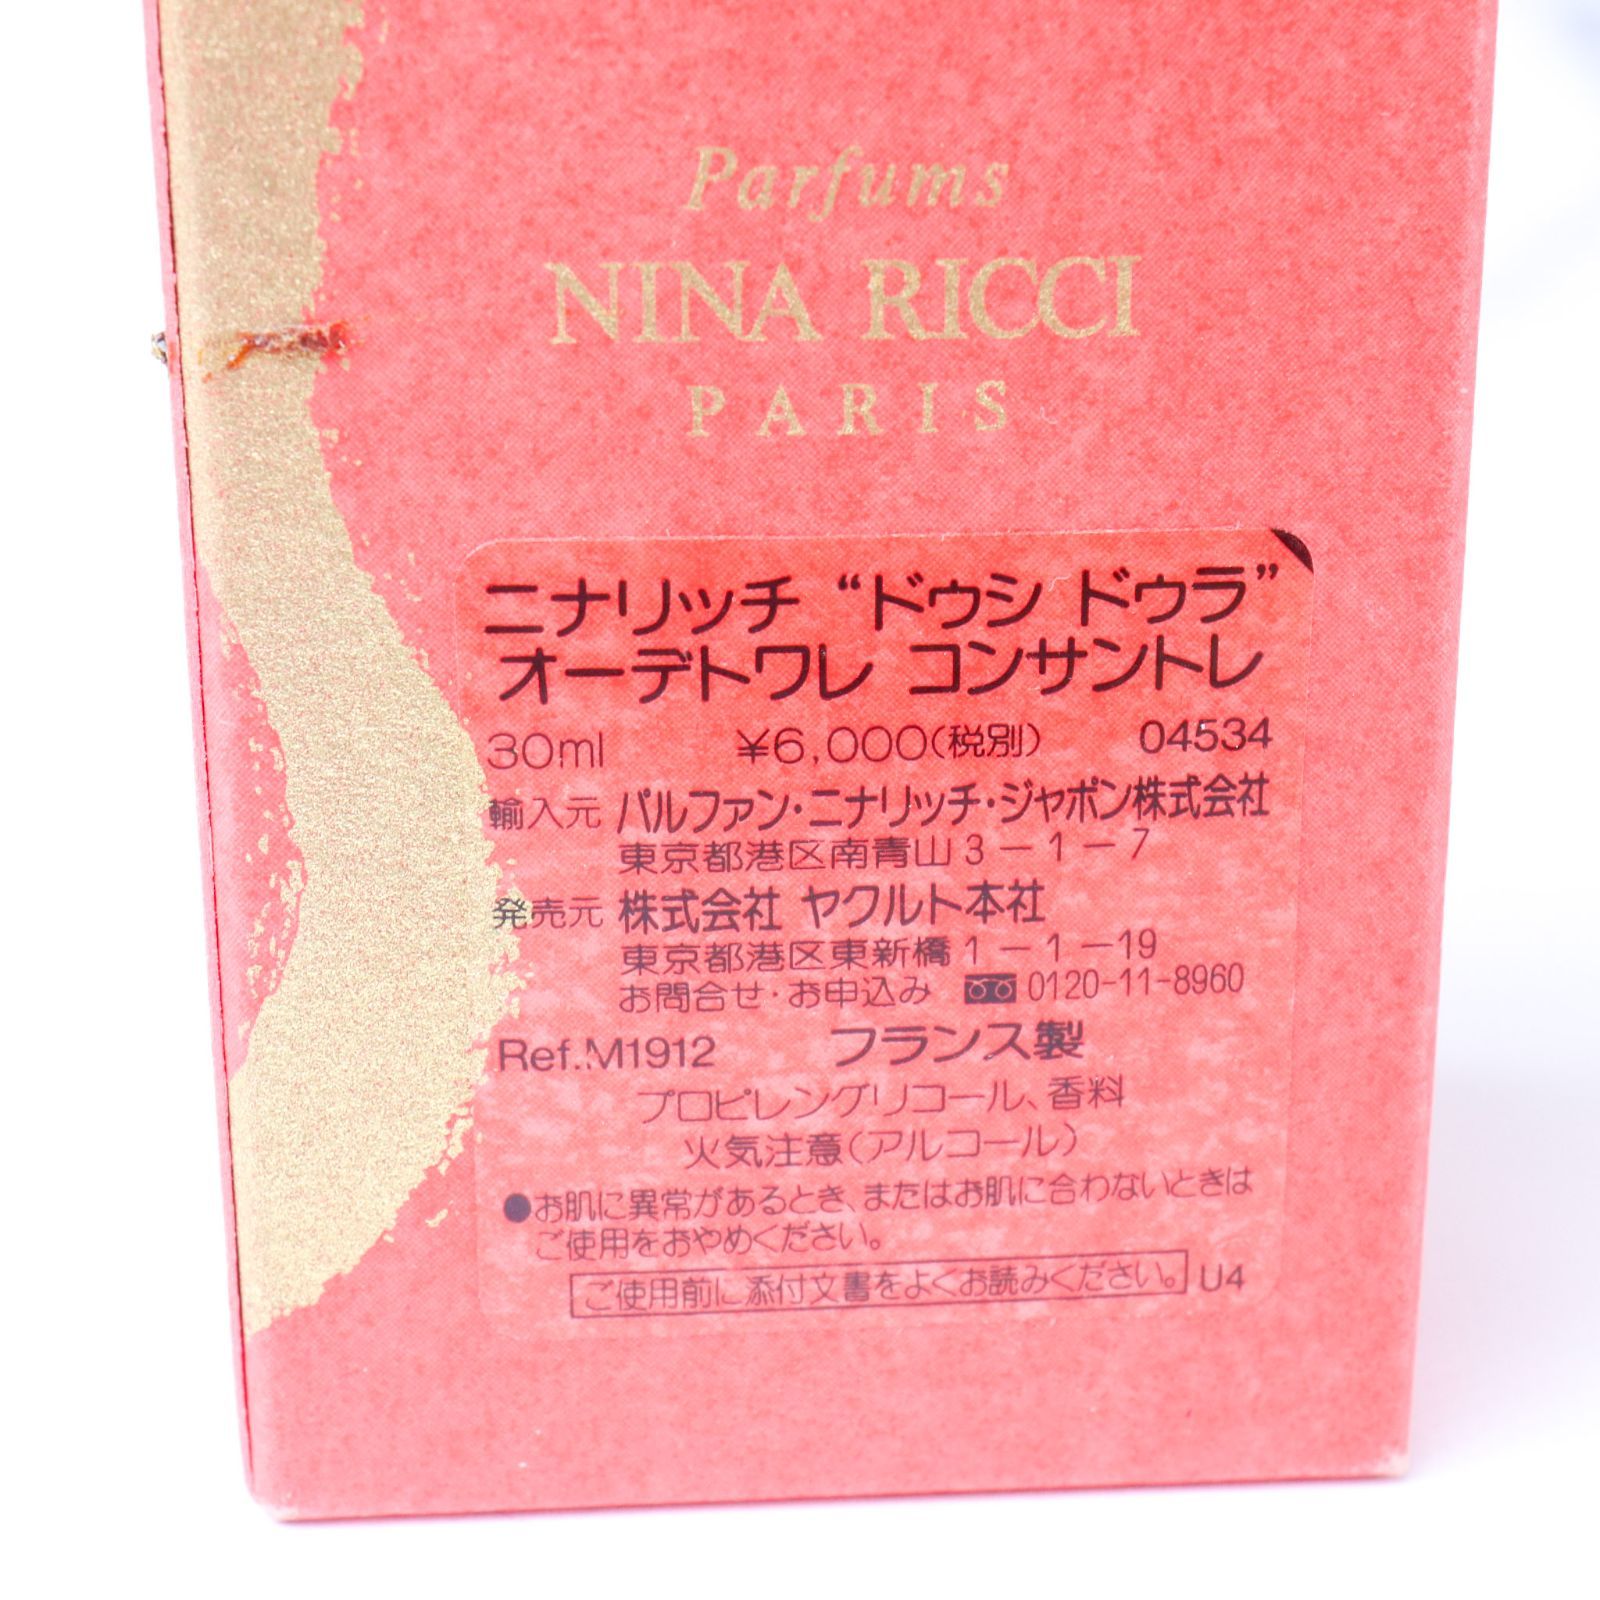 Parfums
NINA RICCI
PARIS
ニナリッチ “ドゥシ ドゥラ”
オーデトワレ コンサントレ
30ml ¥6,000(税別) 04534
輸入元 パルファン・ニナリッチ・ジャポン株式会社
東京都港区南青山3－1－7
発売元 株式会社 ヤクルト本社
東京都港区東新橋1－1－19
お問合せ・お申込み 0120-11-8960
Ref.M1912 フランス製
プロピレングリコール、香料
火気注意(アルコール)
●お肌に異常があるとき、またはお肌に合わないときは
ご使用をおやめください。
ご使用前に添付文書をよくお読みください。 U4